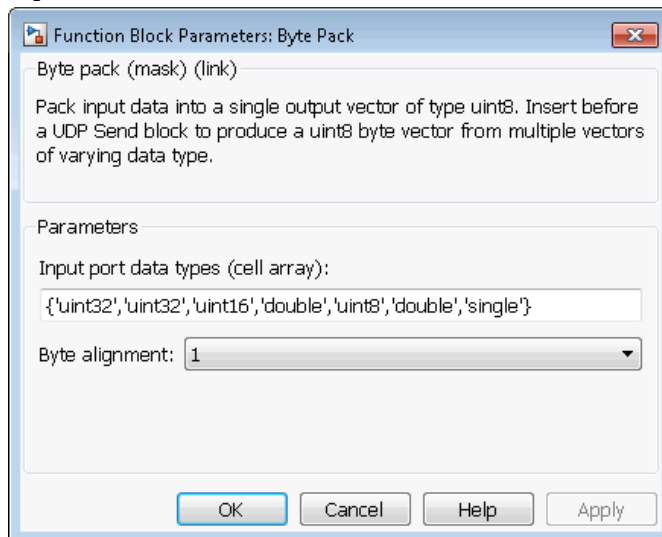 Function Block Parameters: Byte Pack
Byte pack (mask) (link)
Pack input data into a single output vector of type uint8. Insert before
a UDP Send block to produce a uint8 byte vector from multiple vectors
of varying data type.
Parameters
Input port data types (cell array):
{'uint32','uint32','uint16','double','uint8','double','single'}
Byte alignment: 1
OK Cancel Help Apply